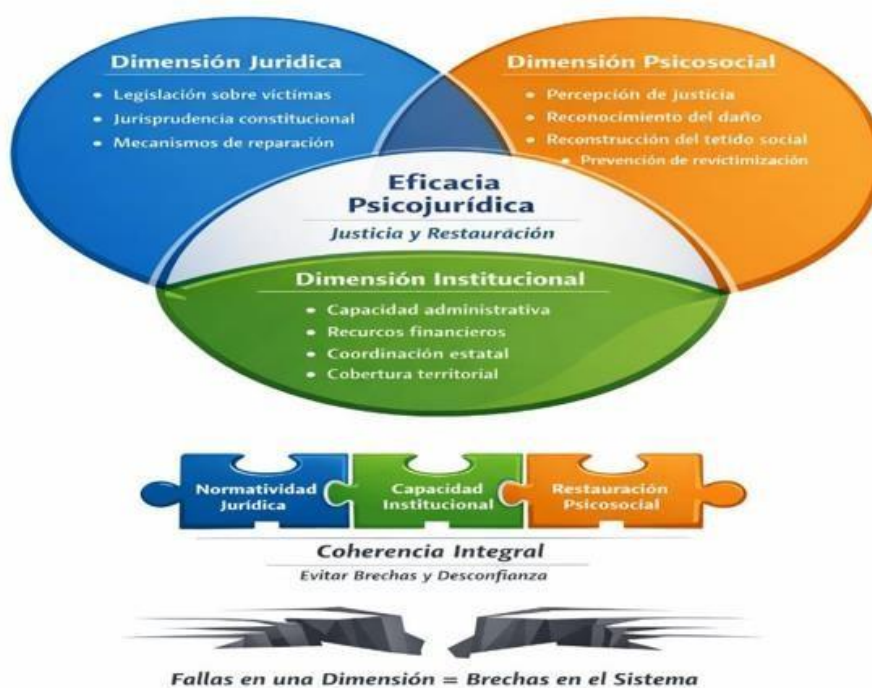 Dimensión Juridica
• Legislación sobre víctimas
• Jurisprudencia constitucional
• Mecanismos de reparación
Dimensión Psicosocial
• Percepción de justicia
• Reconocimiento del daño
• Reconstrucción del tetido social
• Prevención de revictimización
Eficacia
Psicojurídica
Justicia y Restauración
Dimensión Institucional
• Capacidad administrativa
• Recurcos financieros
• Coordinación estatal
• Cobertura territorial
Normatividad
Jurídica
Capacidad
Institucional
Restauración
Psicosocial
Coherencia Integral
Evitar Brechas y Desconfianza
Fallas en una Dimensión = Brechas en el Sistema